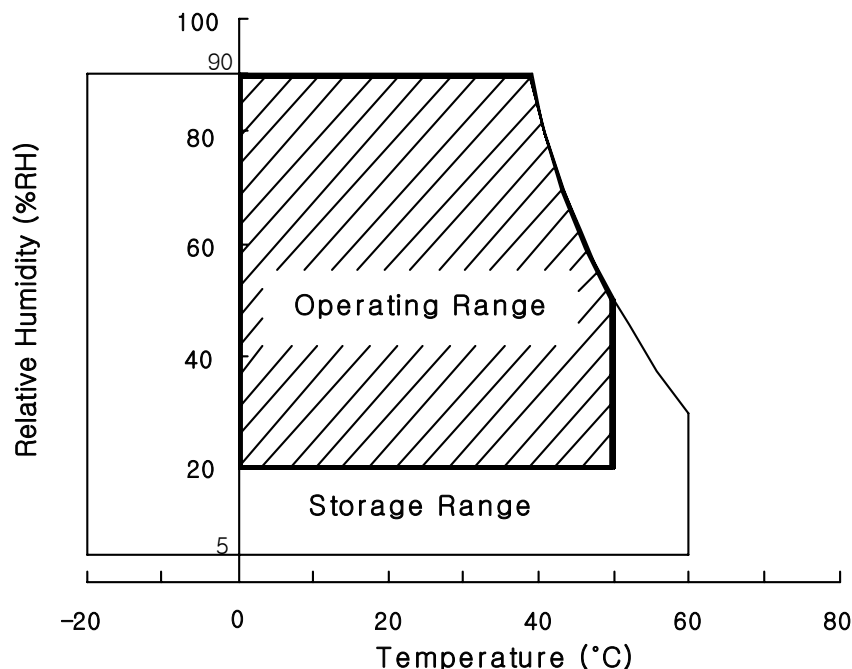 100
90
80
60
Operating Range
40
20
Storage Range
5
Relative Humidity (%RH)
-20 0 20 40 60 80
Temperature (°C)